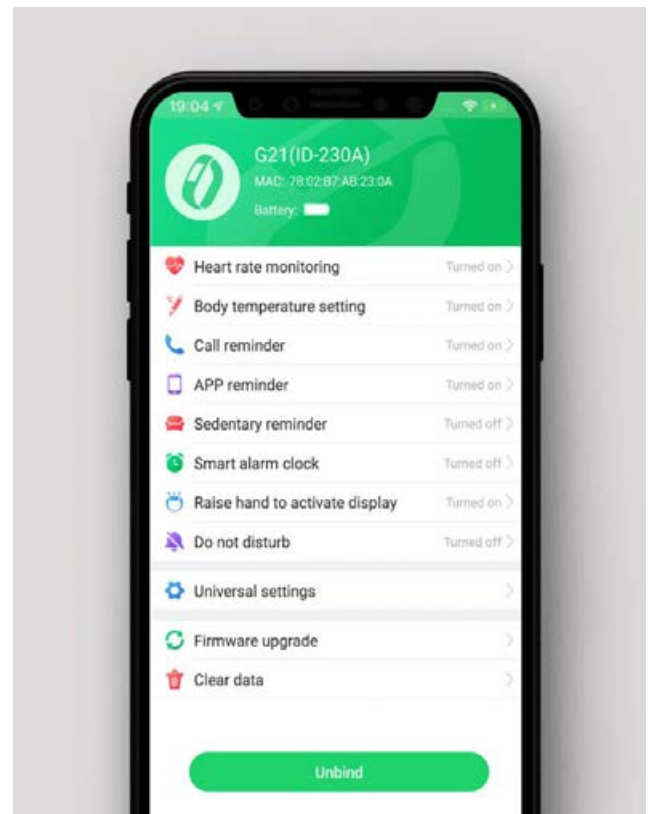 19:04
G21(ID-230A)
MAC: 78:02:B7:AB:23:0A
Battery:
Heart rate monitoring Turned on
Body temperature setting Turned on
Call reminder Turned on
APP reminder Turned on
Sedentary reminder Turned off
Smart alarm clock Turned off
Raise hand to activate display Turned on
Do not disturb Turned off
Universal settings
Firmware upgrade
Clear data
Unbind